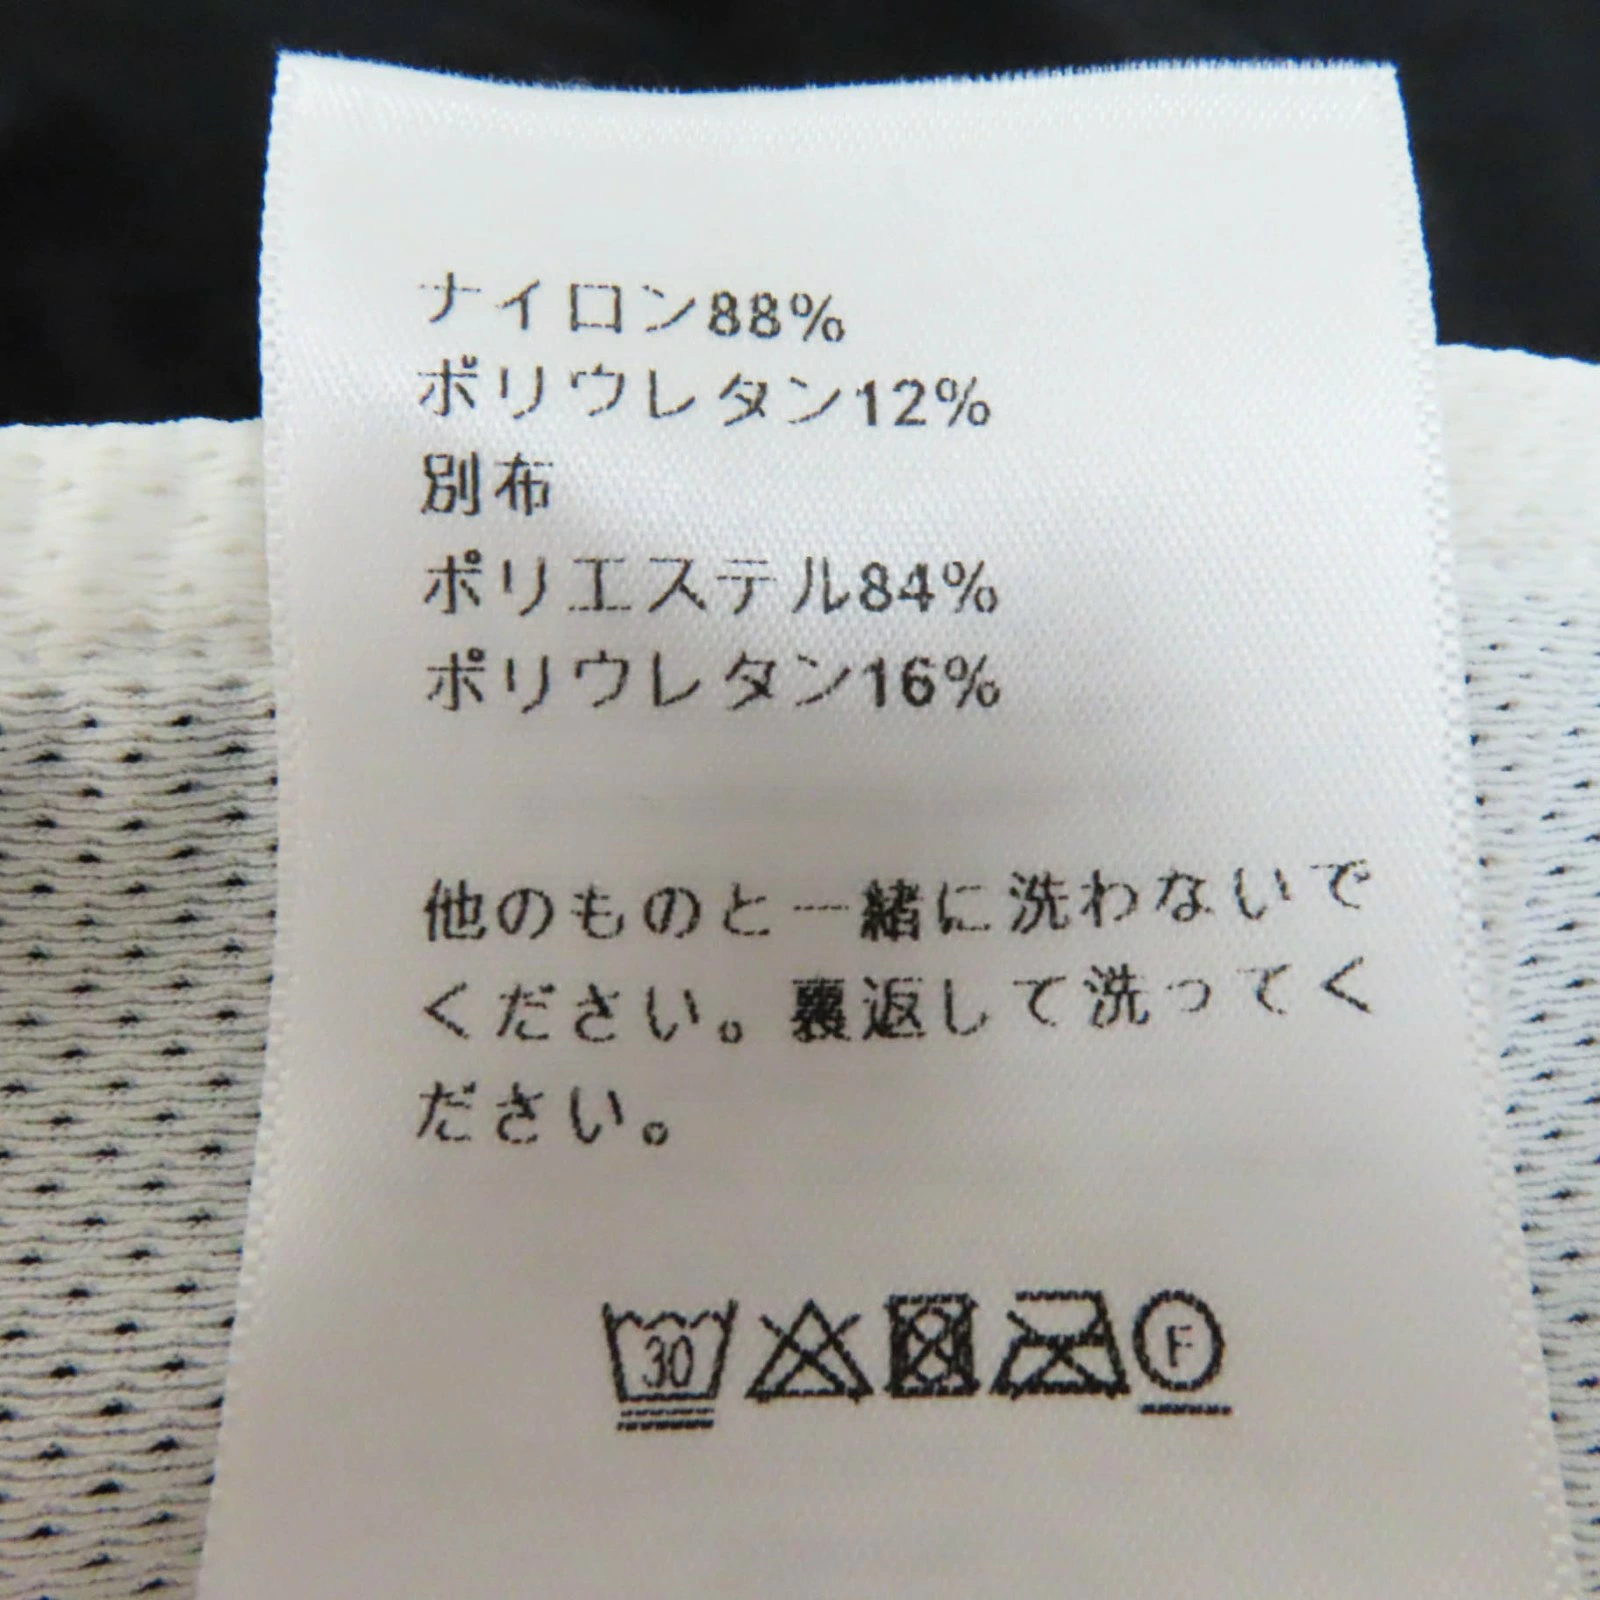 ナイロン88%
ポリウレタン12%
別布
ポリエステル84%
ポリウレタン16%
他のものと一緒に洗わないで
ください。裏返して洗ってく
ださい。
30 F